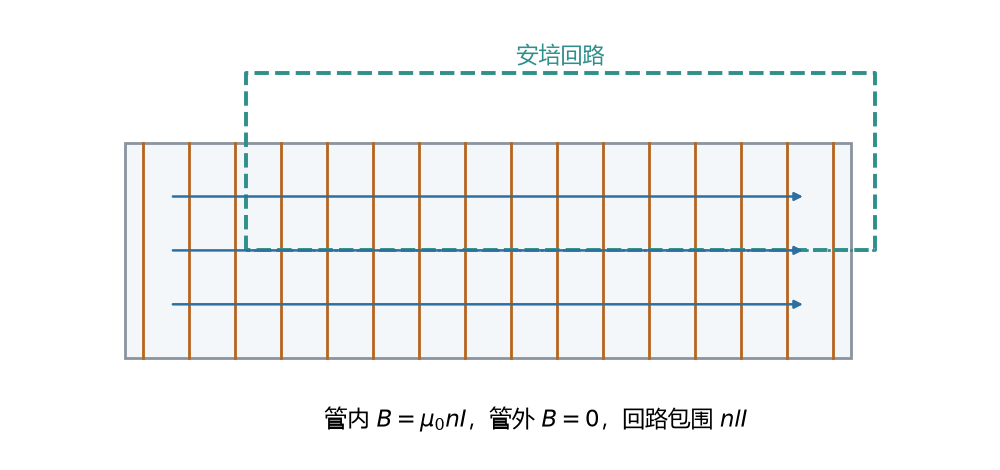 安培回路
管内 B = μ₀nI，管外 B = 0，回路包围 nlI